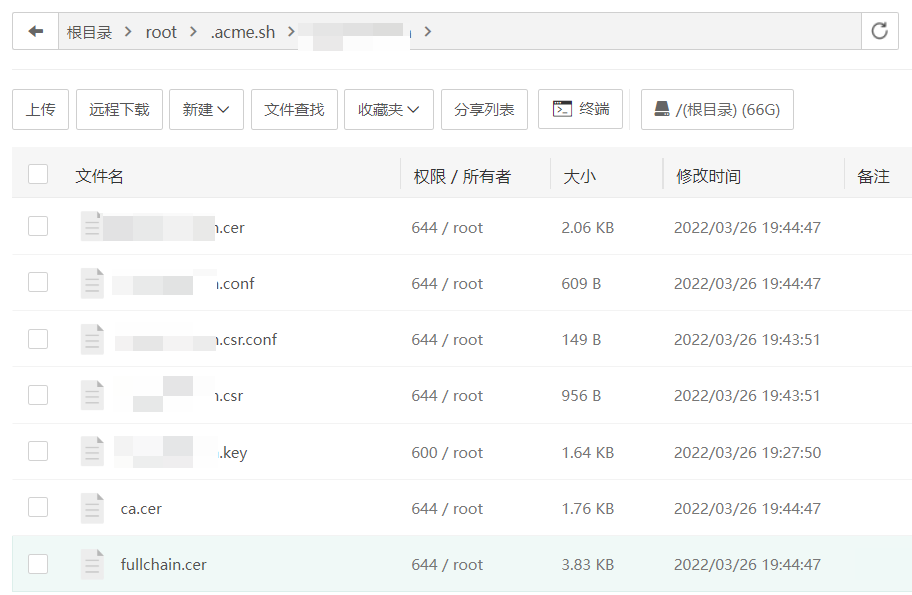 根目录 > root > .acme.sh > >
上传 远程下载 新建 文件查找 收藏夹 分享列表 终端 /(根目录) (66G)
文件名 权限 / 所有者 大小 修改时间 备注
.cer 644 / root 2.06 KB 2022/03/26 19:44:47
.conf 644 / root 609 B 2022/03/26 19:44:47
.csr.conf 644 / root 149 B 2022/03/26 19:43:51
.csr 644 / root 956 B 2022/03/26 19:43:51
.key 600 / root 1.64 KB 2022/03/26 19:27:50
ca.cer 644 / root 1.76 KB 2022/03/26 19:44:47
fullchain.cer 644 / root 3.83 KB 2022/03/26 19:44:47